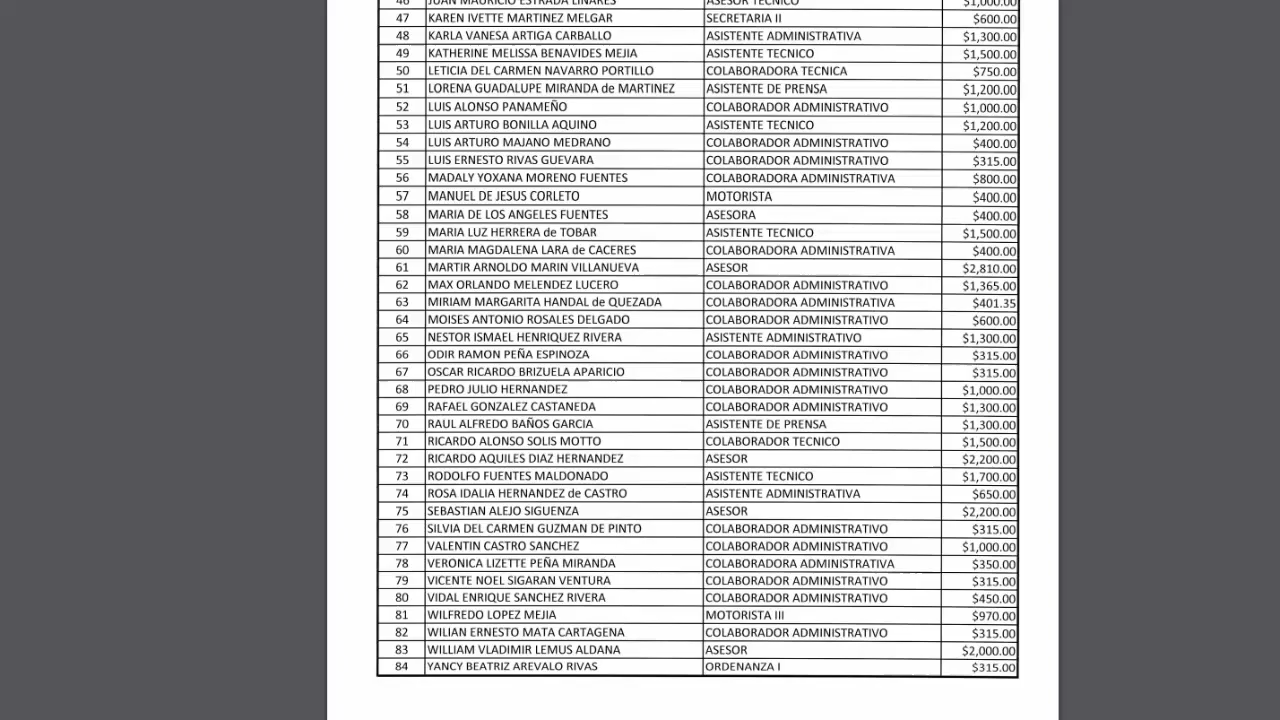 46 JUAN MAURICIO ESTRADA LINARES ASESOR TECNICO $1,000.00
47 KAREN IVETTE MARTINEZ MELGAR SECRETARIA II $600.00
48 KARLA VANESA ARTIGA CARBALLO ASISTENTE ADMINISTRATIVA $1,300.00
49 KATHERINE MELISSA BENAVIDES MEJIA ASISTENTE TECNICO $1,500.00
50 LETICIA DEL CARMEN NAVARRO PORTILLO COLABORADORA TECNICA $750.00
51 LORENA GUADALUPE MIRANDA de MARTINEZ ASISTENTE DE PRENSA $1,200.00
52 LUIS ALONSO PANAMEÑO COLABORADOR ADMINISTRATIVO $1,000.00
53 LUIS ARTURO BONILLA AQUINO ASISTENTE TECNICO $1,200.00
54 LUIS ARTURO MAJANO MEDRANO COLABORADOR ADMINISTRATIVO $400.00
55 LUIS ERNESTO RIVAS GUEVARA COLABORADOR ADMINISTRATIVO $315.00
56 MADALY YOXANA MORENO FUENTES COLABORADORA ADMINISTRATIVA $800.00
57 MANUEL DE JESUS CORLETO MOTORISTA $400.00
58 MARIA DE LOS ANGELES FUENTES ASESORA $400.00
59 MARIA LUZ HERRERA de TOBAR ASISTENTE TECNICO $1,500.00
60 MARIA MAGDALENA LARA de CACERES COLABORADORA ADMINISTRATIVA $400.00
61 MARTIR ARNOLDO MARIN VILLANUEVA ASESOR $2,810.00
62 MAX ORLANDO MELENDEZ LUCERO COLABORADOR ADMINISTRATIVO $1,365.00
63 MIRIAM MARGARITA HANDAL de QUEZADA COLABORADORA ADMINISTRATIVA $401.35
64 MOISES ANTONIO ROSALES DELGADO COLABORADOR ADMINISTRATIVO $600.00
65 NESTOR ISMAEL HENRIQUEZ RIVERA ASISTENTE ADMINISTRATIVO $1,300.00
66 ODIR RAMON PEÑA ESPINOZA COLABORADOR ADMINISTRATIVO $315.00
67 OSCAR RICARDO BRIZUELA APARICIO COLABORADOR ADMINISTRATIVO $315.00
68 PEDRO JULIO HERNANDEZ COLABORADOR ADMINISTRATIVO $1,000.00
69 RAFAEL GONZALEZ CASTANEDA COLABORADOR ADMINISTRATIVO $1,300.00
70 RAUL ALFREDO BAÑOS GARCIA ASISTENTE DE PRENSA $1,300.00
71 RICARDO ALONSO SOLIS MOTTO COLABORADOR TECNICO $1,500.00
72 RICARDO AQUILES DIAZ HERNANDEZ ASESOR $2,200.00
73 RODOLFO FUENTES MALDONADO ASISTENTE TECNICO $1,700.00
74 ROSA IDALIA HERNANDEZ de CASTRO ASISTENTE ADMINISTRATIVA $650.00
75 SEBASTIAN ALEJO SIGUENZA ASESOR $2,200.00
76 SILVIA DEL CARMEN GUZMAN DE PINTO COLABORADOR ADMINISTRATIVO $315.00
77 VALENTIN CASTRO SANCHEZ COLABORADOR ADMINISTRATIVO $1,000.00
78 VERONICA LIZETTE PEÑA MIRANDA COLABORADORA ADMINISTRATIVA $350.00
79 VICENTE NOEL SIGARAN VENTURA COLABORADOR ADMINISTRATIVO $315.00
80 VIDAL ENRIQUE SANCHEZ RIVERA COLABORADOR ADMINISTRATIVO $450.00
81 WILFREDO LOPEZ MEJIA MOTORISTA III $970.00
82 WILIAN ERNESTO MATA CARTAGENA COLABORADOR ADMINISTRATIVO $315.00
83 WILLIAM VLADIMIR LEMUS ALDANA ASESOR $2,000.00
84 YANCY BEATRIZ AREVALO RIVAS ORDENANZA I $315.00